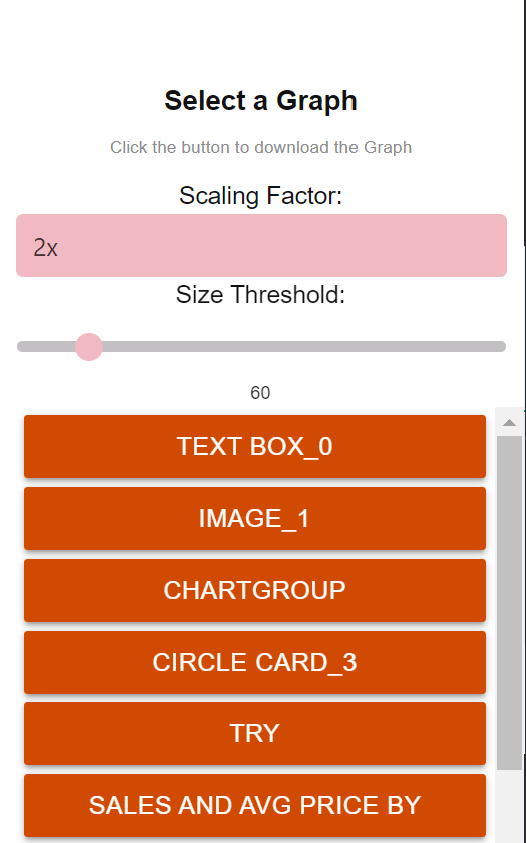 Select a Graph
Click the button to download the Graph
Scaling Factor:
2x
Size Threshold:
60
TEXT BOX_0
IMAGE_1
CHARTGROUP
CIRCLE CARD_3
TRY
SALES AND AVG PRICE BY